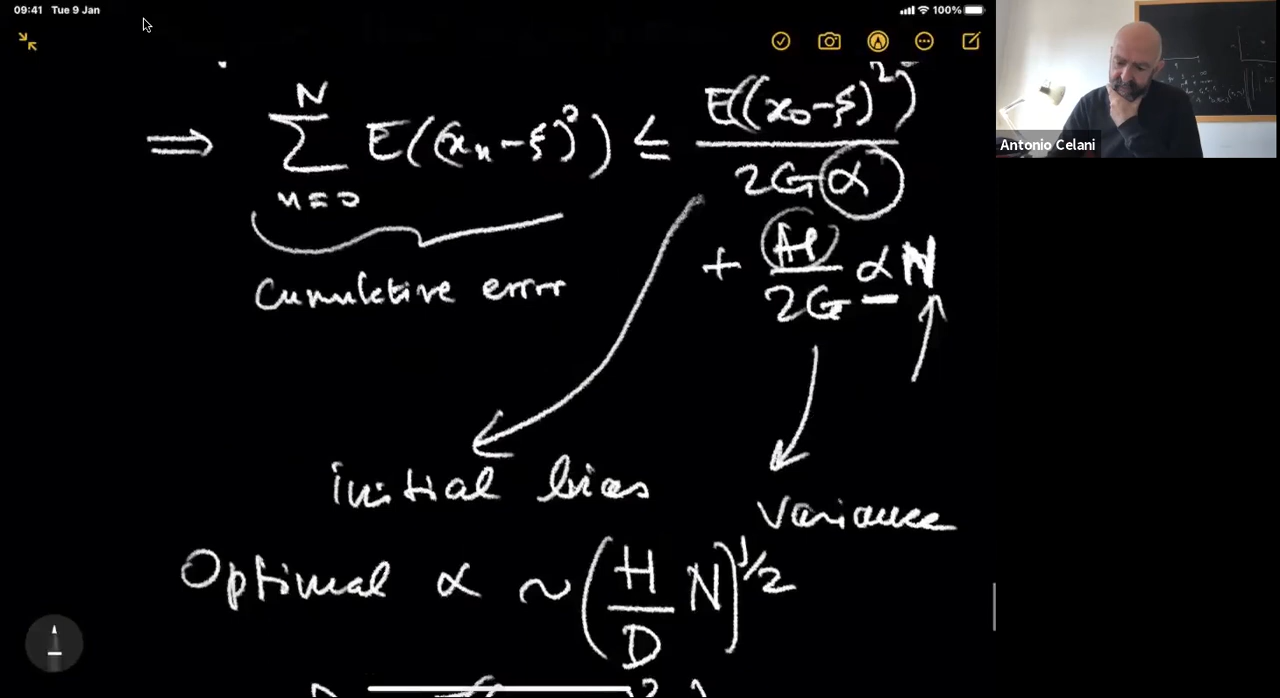 09:41 Tue 9 Jan
100%
Antonio Celani
⟹ ∑_{n=0}^{N} E((x_n-ξ)^2) ≤ E((x_0-ξ)^2) / 2Gα
+ H/2G α N
Cumulative error
initial bias
Variance
Optimal α ~ (H/D N)^{1/2}